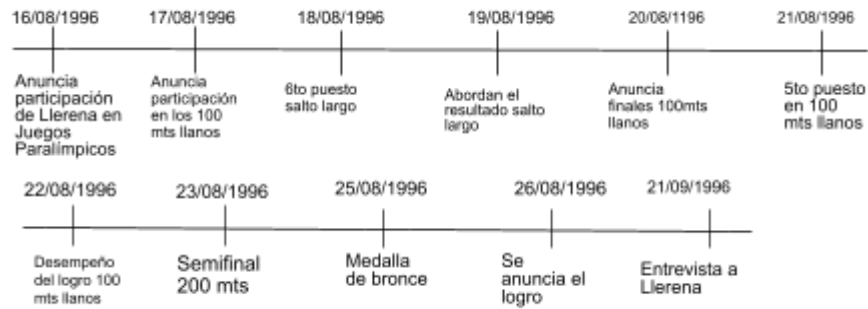 16/08/1996 17/08/1996 18/08/1996 19/08/1996 20/08/1196 21/08/1996
Anuncia
participación
de Llerena en
Juegos
Paralímpicos
Anuncia
participación
en los 100
mts llanos
6to puesto
salto largo
Abordan el
resultado salto
largo
Anuncia
finales 100mts
llanos
5to puesto
en 100
mts llanos
22/08/1996 23/08/1996 25/08/1996 26/08/1996 21/09/1996
Desempeño
del logro 100
mts llanos
Semifinal
200 mts
Medalla
de bronce
Se
anuncia el
logro
Entrevista a
Llerena